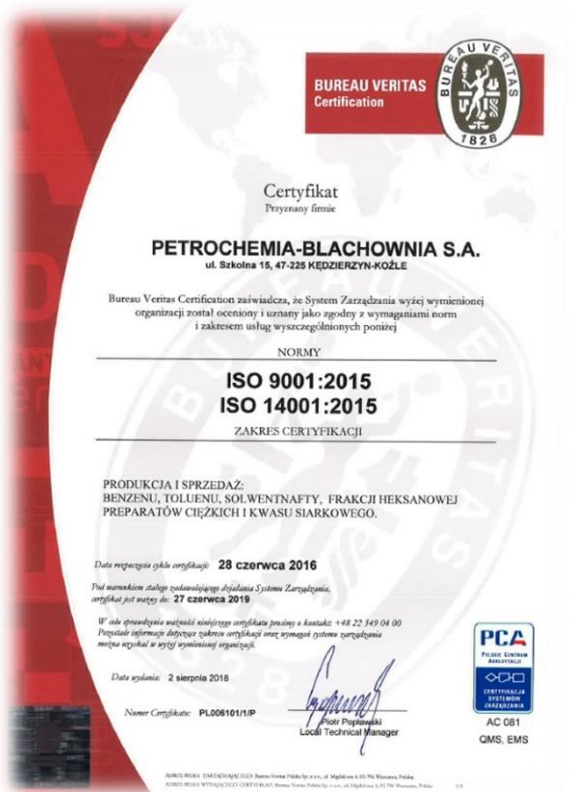 BUREAU VERITAS
Certification
BUREAU VERITAS
1828
Certyfikat
Przyznany firmie
PETROCHEMIA-BLACHOWNIA S.A.
ul. Szkolna 15, 47-225 KĘDZIERZYN-KOŹLE
Bureau Veritas Certification zaświadcza, że System Zarządzania wyżej wymienionej
organizacji został oceniony i uznany jako zgodny z wymaganiami norm
i zakresem usług wyszczególnionych poniżej
NORMY
ISO 9001:2015
ISO 14001:2015
ZAKRES CERTYFIKACJI
PRODUKCJA I SPRZEDAŻ:
BENZENU, TOLUENU, SOLWENTNAFTY, FRAKCJI HEKSANOWEJ
PREPARATÓW CIĘŻKICH I KWASU SIARKOWEGO.
Data rozpoczęcia cyklu certyfikacji: 28 czerwca 2016
Pod warunkiem stałego zadawalającego działania Systemu Zarządzania,
certyfikat jest ważny do: 27 czerwca 2019
W celu sprawdzenia ważności niniejszego certyfikatu prosimy o kontakt: +48 22 549 04 00
Pozostałe informacje dotyczące zakresu certyfikacji oraz wymagań systemu zarządzania
można uzyskać w wyżej wymienionej organizacji.
Data wydania: 2 sierpnia 2018
Numer Certyfikatu: PL006101/1/P
Piotr Popławski
Local Technical Manager
PCA
POLSKIE CENTRUM
AKREDYTACJI
CERTYFIKACJA
SYSTEMÓW
ZARZĄDZANIA
AC 081
QMS, EMS
1/1